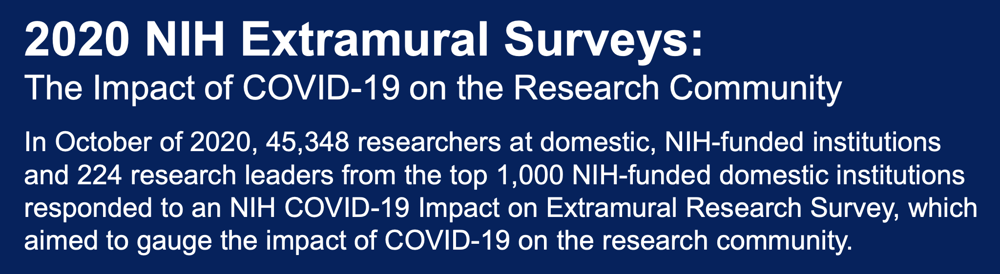 2020 NIH Extramural Surveys:
The Impact of COVID-19 on the Research Community
In October of 2020, 45,348 researchers at domestic, NIH-funded institutions
and 224 research leaders from the top 1,000 NIH-funded domestic institutions
responded to an NIH COVID-19 Impact on Extramural Research Survey, which
aimed to gauge the impact of COVID-19 on the research community.